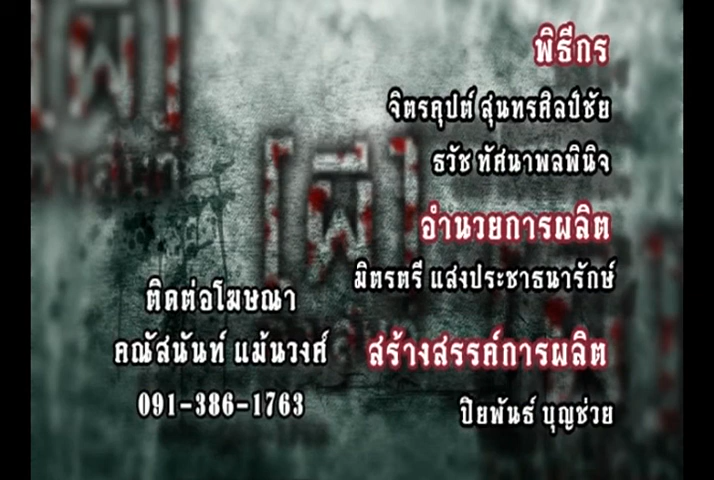 พิธีกร
จิตรคุปต์ สุนทรศิลป์ชัย
ธวัช ทัศนาพลพินิจ
อำนวยการผลิต
มิตรตรี แสงประชาธนารักษ์
สร้างสรรค์การผลิต
ปิยพันธ์ บุญช่วย
ติดต่อโฆษณา
คณัสนันท์ แม้นวงศ์
091-386-1763